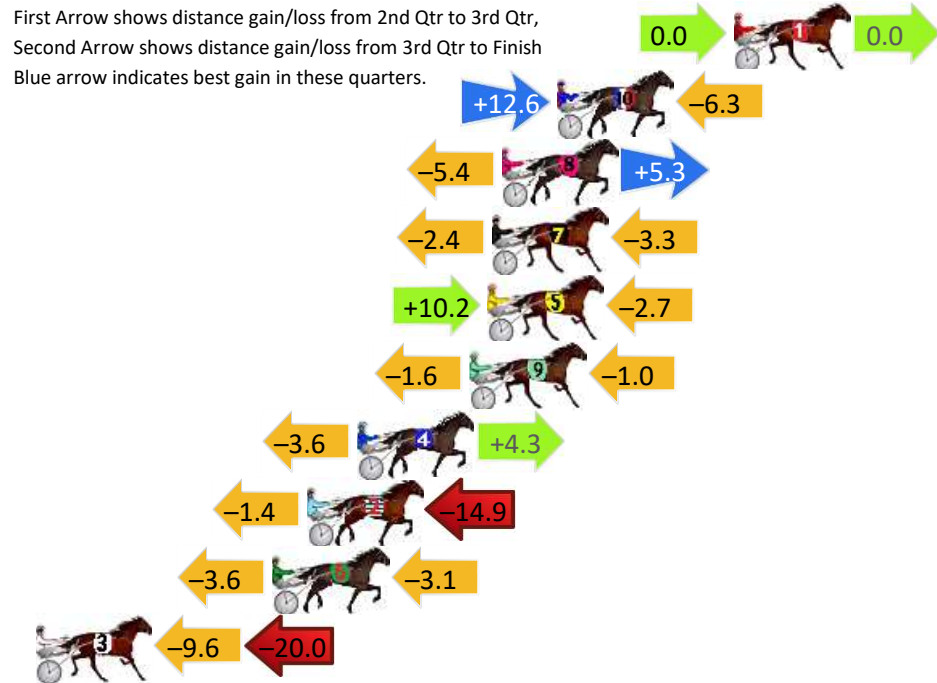 First Arrow shows distance gain/loss from 2nd Qtr to 3rd Qtr,
Second Arrow shows distance gain/loss from 3rd Qtr to Finish
Blue arrow indicates best gain in these quarters.
0.0 1 0.0
+12.6 10 –6.3
–5.4 8 +5.3
–2.4 7 –3.3
+10.2 5 –2.7
–1.6 9 –1.0
–3.6 4 +4.3
–1.4 –14.9
–3.6 6 –3.1
3 –9.6 –20.0